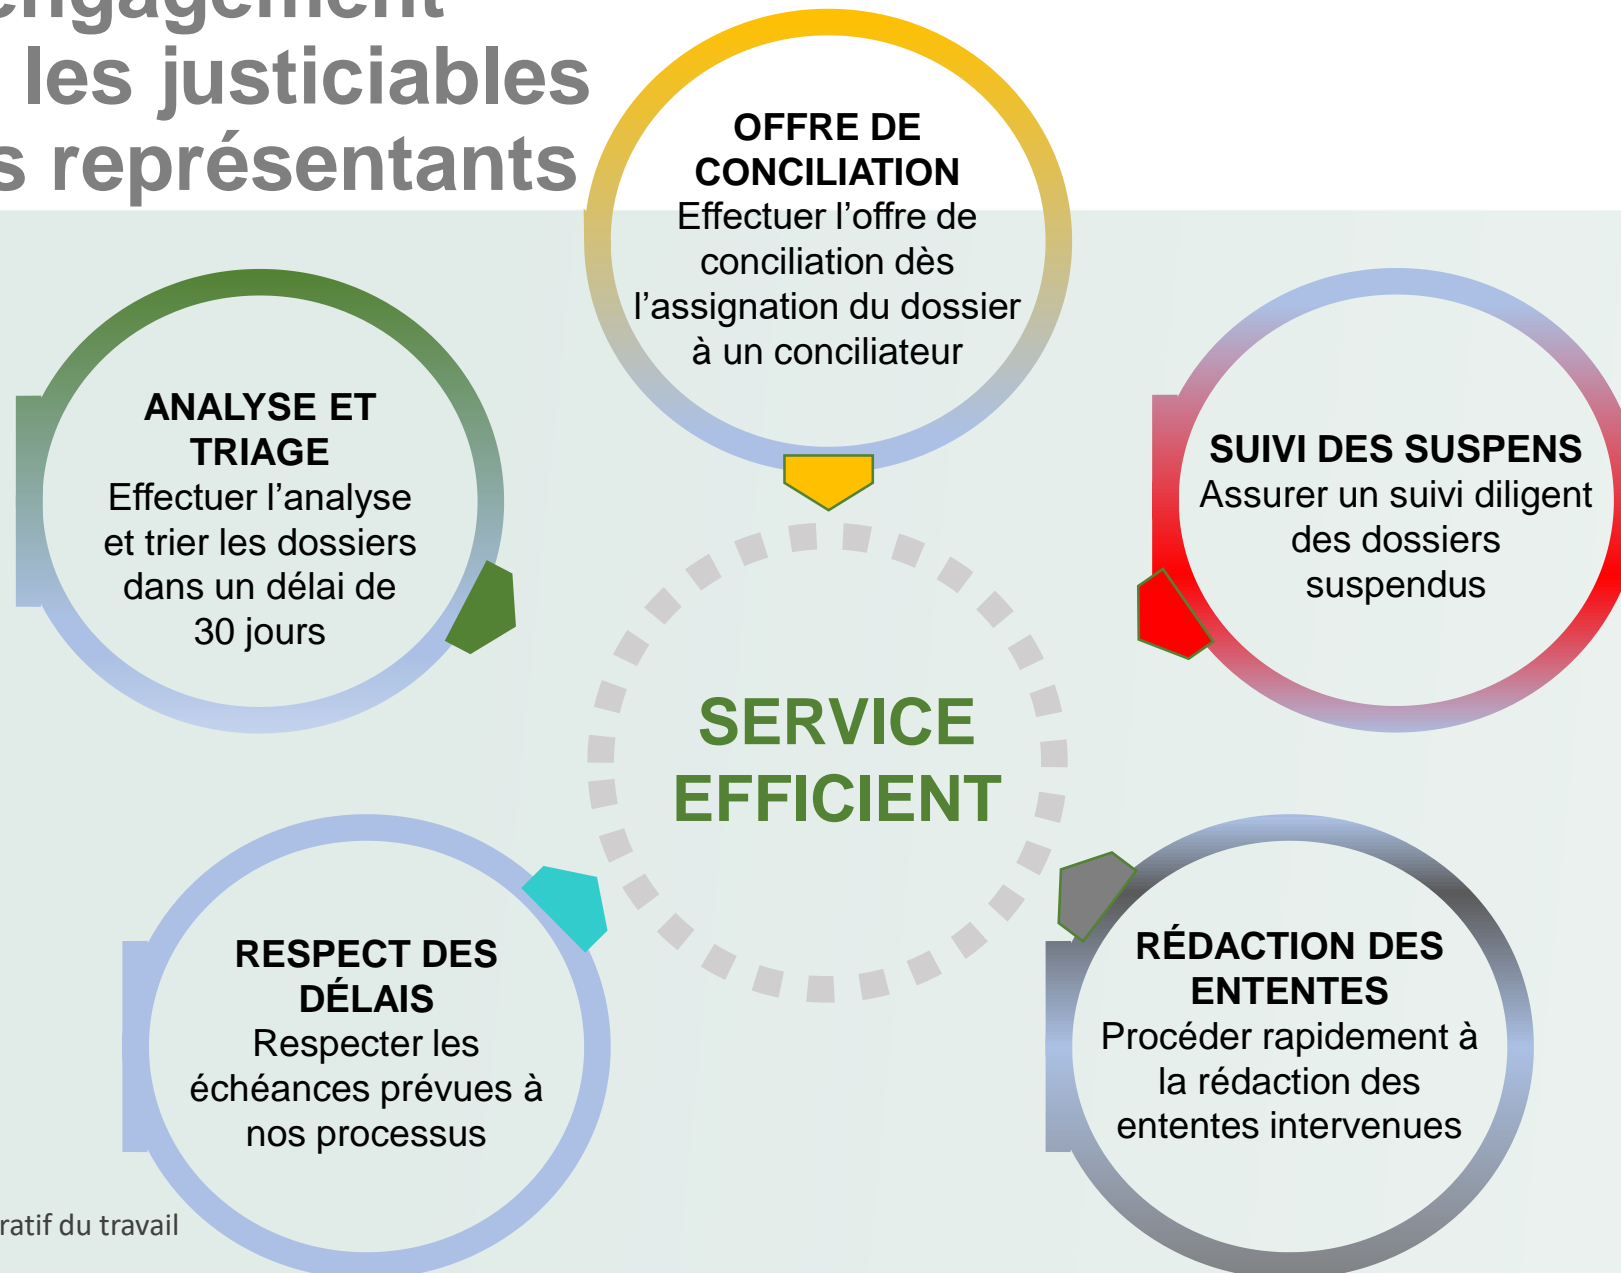 engagement
les justiciables
s représentants
OFFRE DE
CONCILIATION
Effectuer l’offre de
conciliation dès
l’assignation du dossier
à un conciliateur
ANALYSE ET
TRIAGE
Effectuer l’analyse
et trier les dossiers
dans un délai de
30 jours
SUIVI DES SUSPENS
Assurer un suivi diligent
des dossiers
suspendus
SERVICE
EFFICIENT
RESPECT DES
DÉLAIS
Respecter les
échéances prévues à
nos processus
RÉDACTION DES
ENTENTES
Procéder rapidement à
la rédaction des
ententes intervenues
ratif du travail